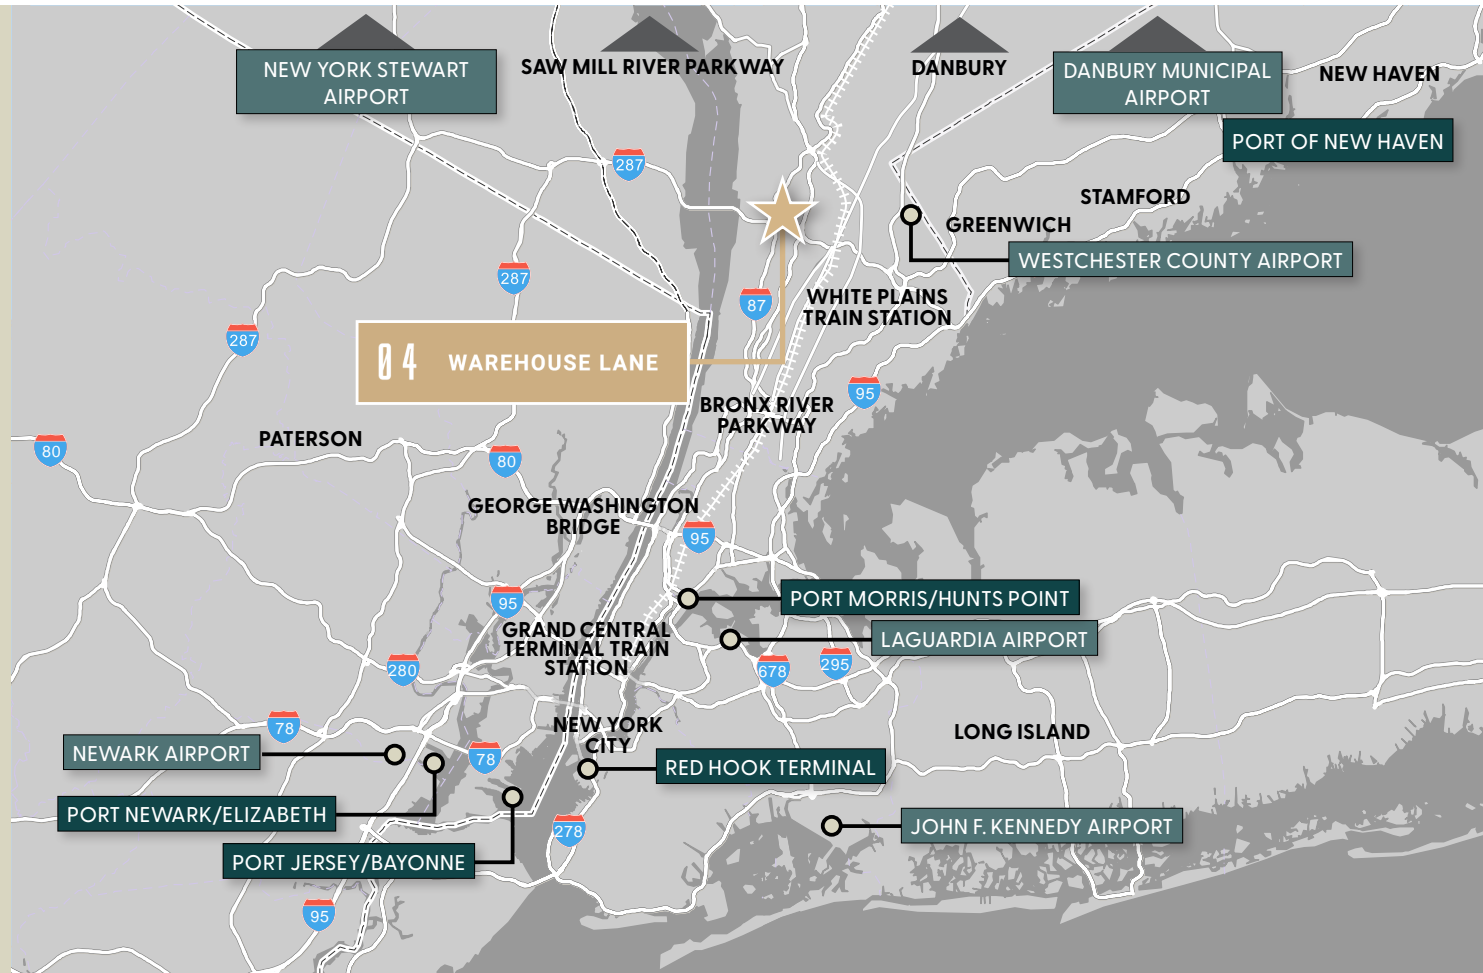 NEW YORK STEWART
AIRPORT
SAW MILL RIVER PARKWAY
DANBURY
DANBURY MUNICIPAL
AIRPORT
NEW HAVEN
PORT OF NEW HAVEN
287
STAMFORD
GREENWICH
WESTCHESTER COUNTY AIRPORT
287
87
WHITE PLAINS
TRAIN STATION
287
04 WAREHOUSE LANE
95
BRONX RIVER
PARKWAY
PATERSON
80
80
GEORGE WASHINGTON
BRIDGE
95
95
PORT MORRIS/HUNTS POINT
GRAND CENTRAL
TERMINAL TRAIN
STATION
LAGUARDIA AIRPORT
280
678
295
78
NEW YORK
CITY
LONG ISLAND
NEWARK AIRPORT
78
RED HOOK TERMINAL
PORT NEWARK/ELIZABETH
278
JOHN F. KENNEDY AIRPORT
PORT JERSEY/BAYONNE
95